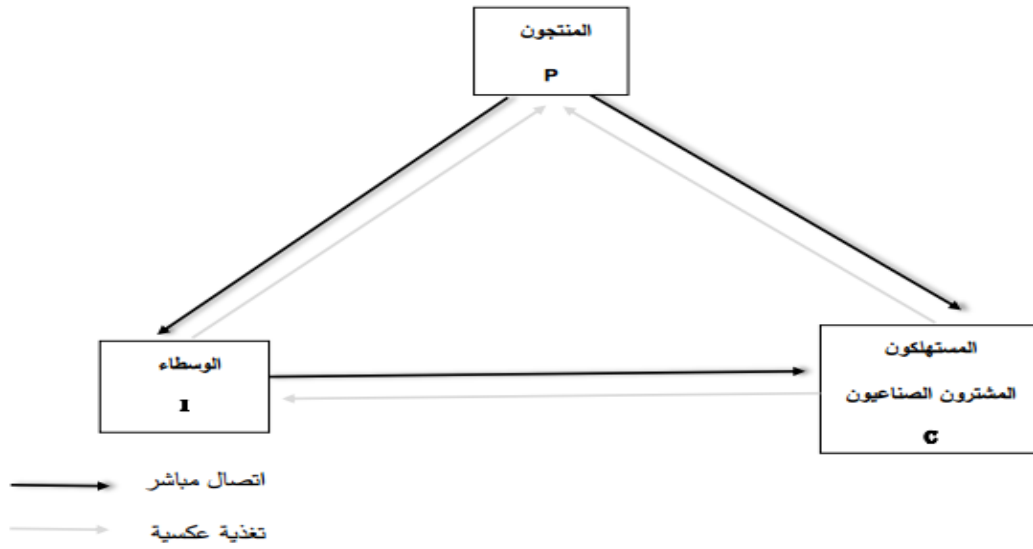 المنتجون
P
الوسطاء
I
المستهلكون
المشترون الصناعيون
C
اتصال مباشر
تغذية عكسية